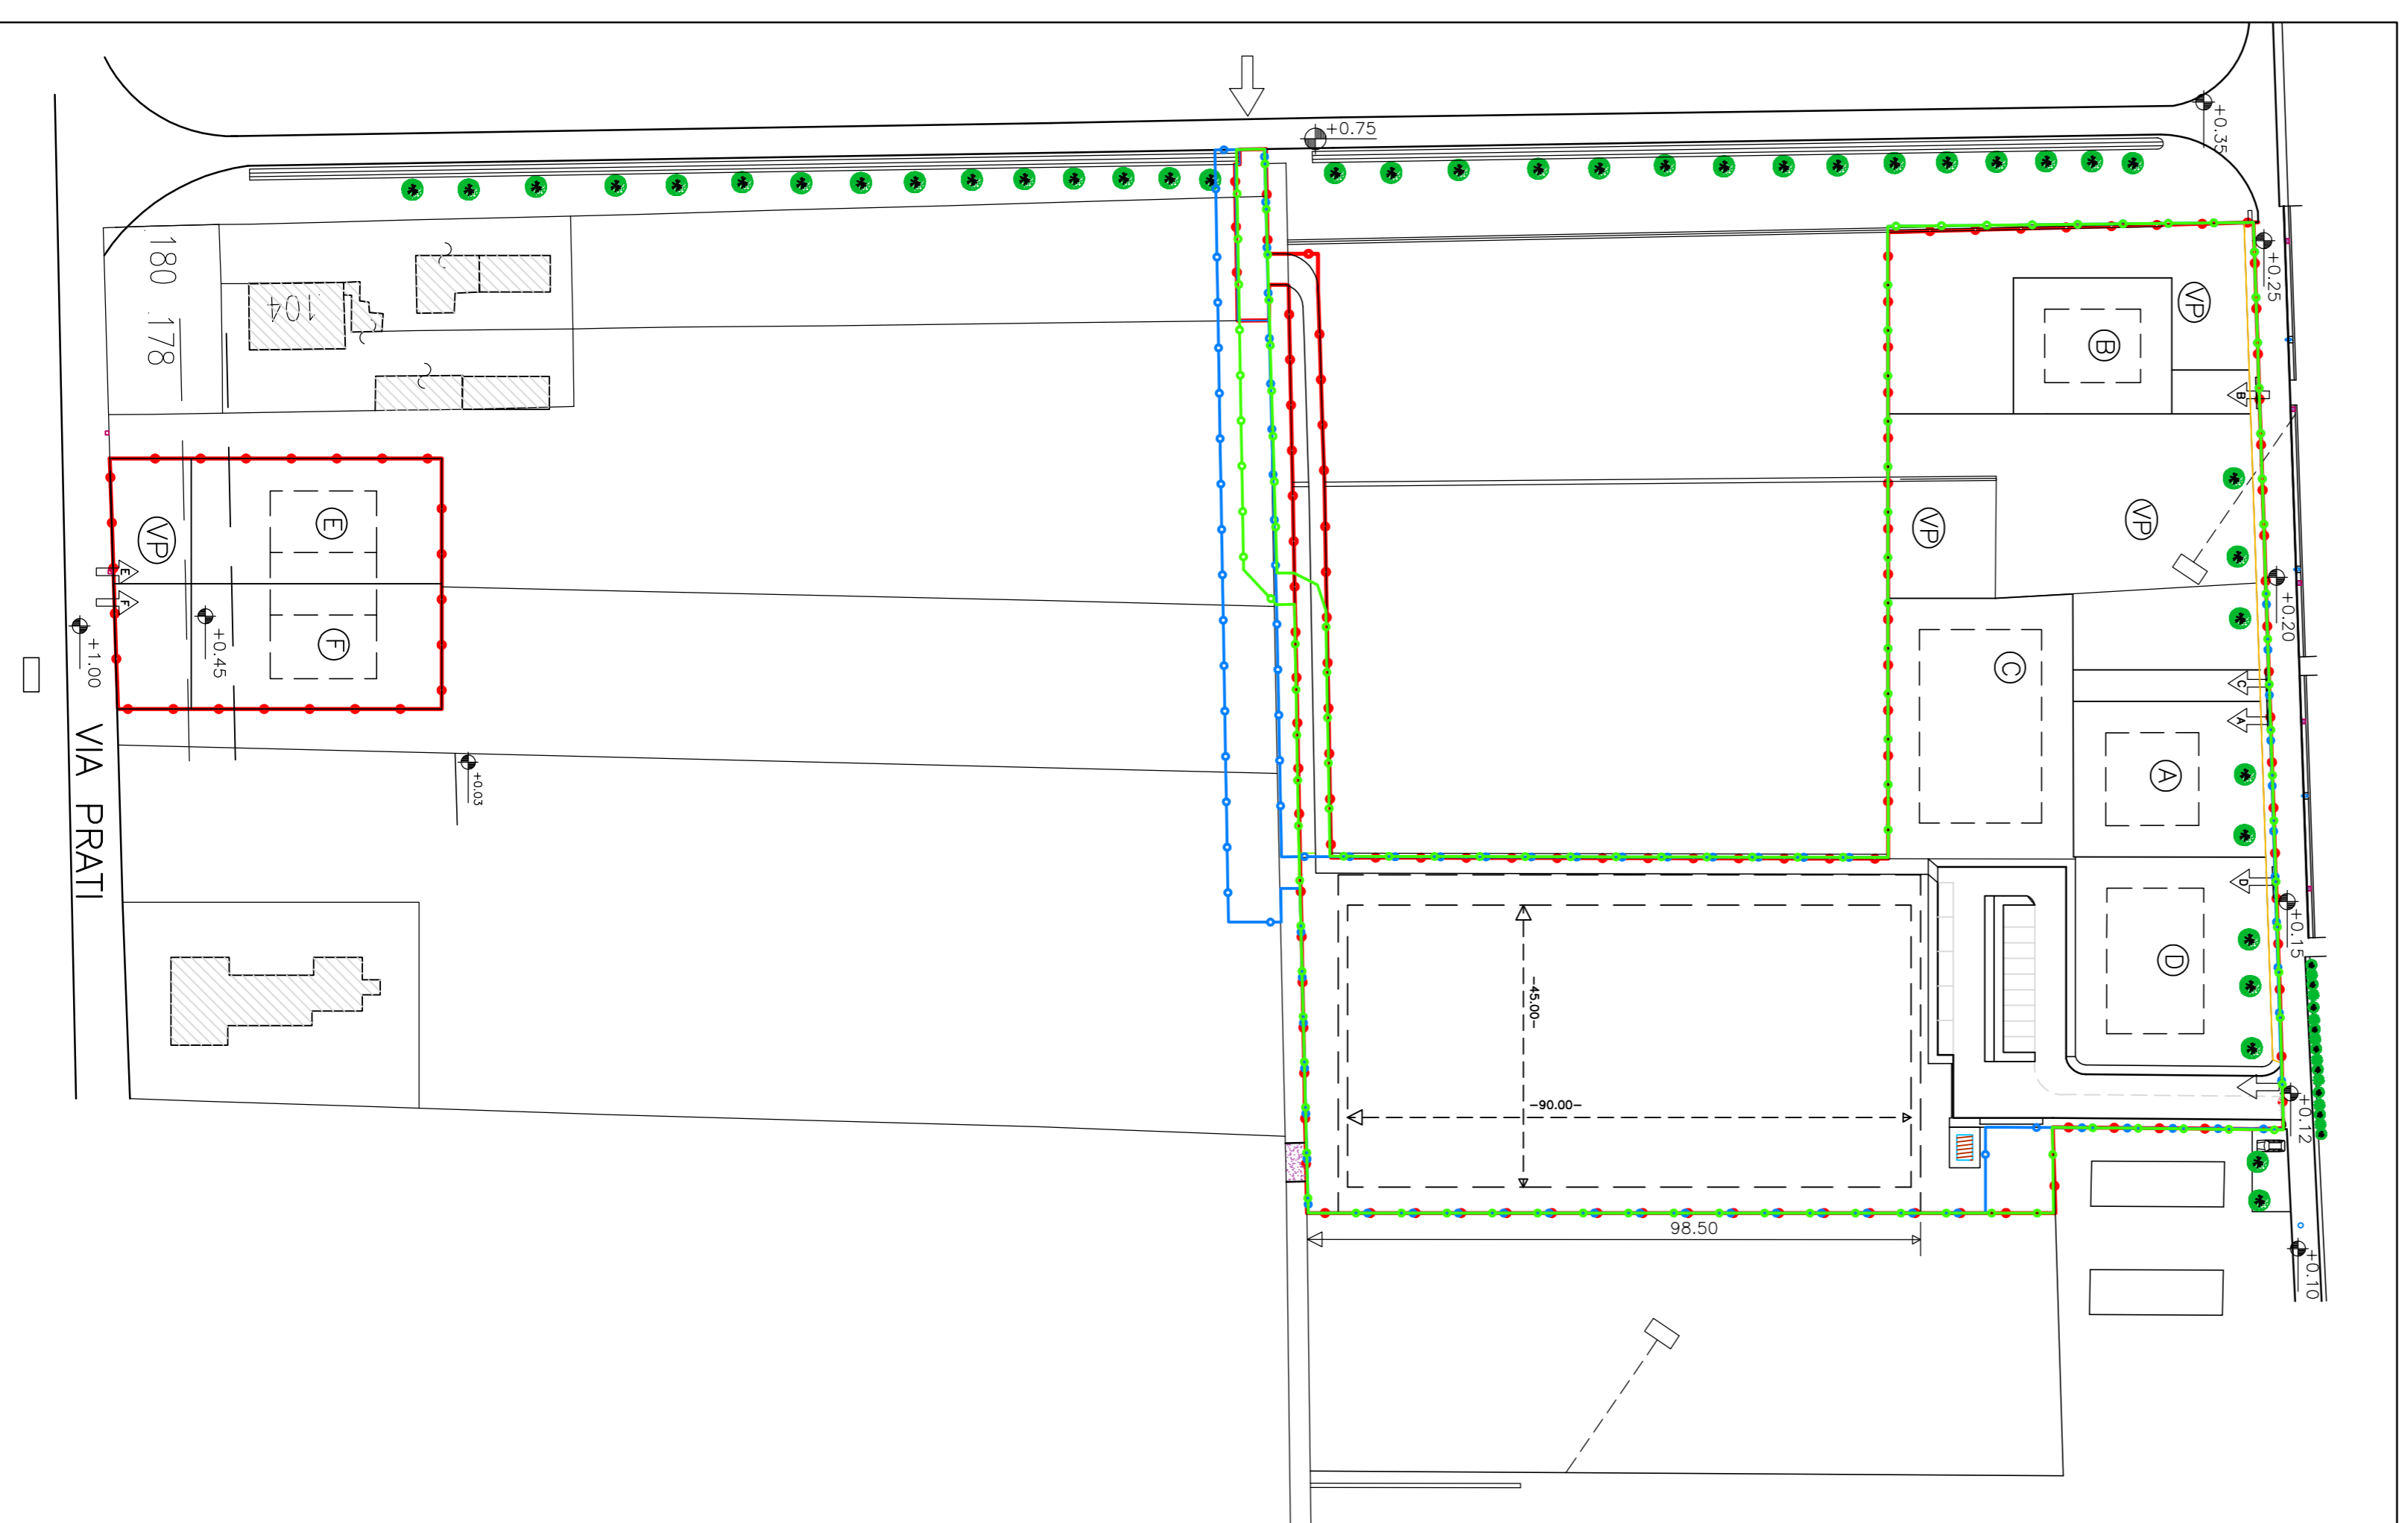 +0.35
+0.75
+0.25
VP
B
B
180
178
104
VP
VP
VP
E
F
E
F
+0.45
+1.00
+0.20
C
C
A
A
+0.03
VIA PRATI
D
D
+0.15
-45.00-
-90.00-
+0.12
98.50
+0.10